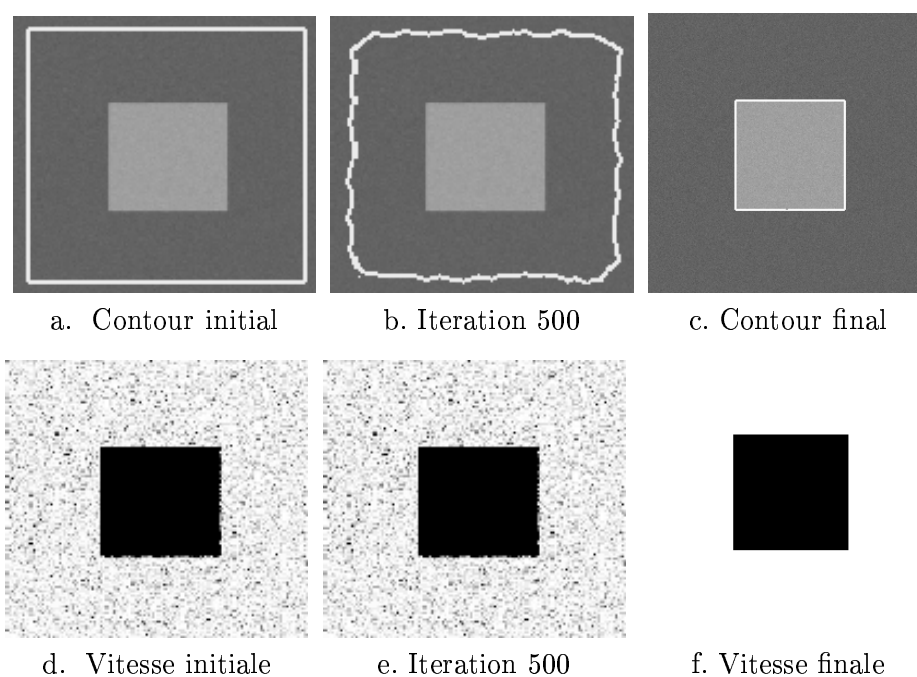 a. Contour initial
b. Iteration 500
c. Contour final
d. Vitesse initiale
e. Iteration 500
f. Vitesse finale